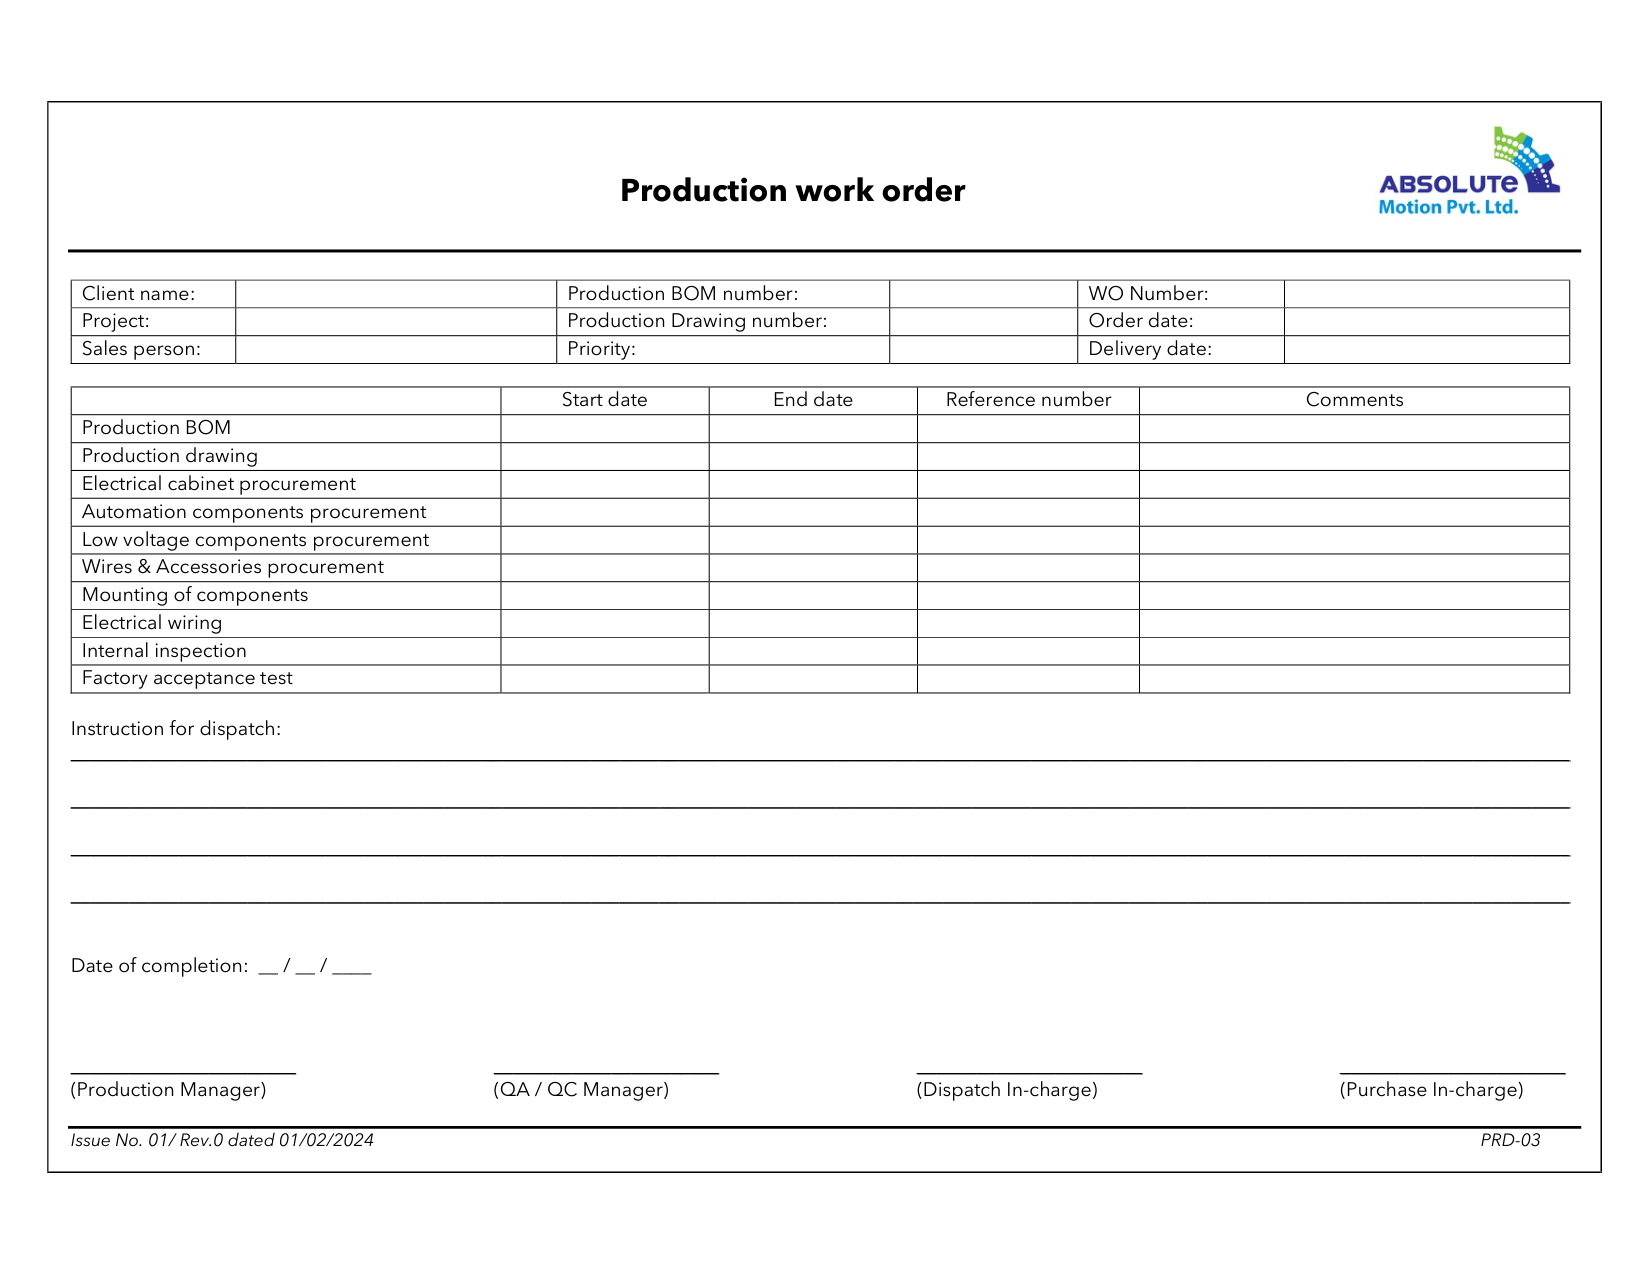 Production work order
ABSOLUTE
Motion Pvt. Ltd.
Client name: Production BOM number: WO Number:
Project: Production Drawing number: Order date:
Sales person: Priority: Delivery date:
Start date End date Reference number Comments
Production BOM
Production drawing
Electrical cabinet procurement
Automation components procurement
Low voltage components procurement
Wires & Accessories procurement
Mounting of components
Electrical wiring
Internal inspection
Factory acceptance test
Instruction for dispatch:
Date of completion: __ / __ / ____
(Production Manager) (QA / QC Manager) (Dispatch In-charge) (Purchase In-charge)
Issue No. 01/ Rev.0 dated 01/02/2024 PRD-03